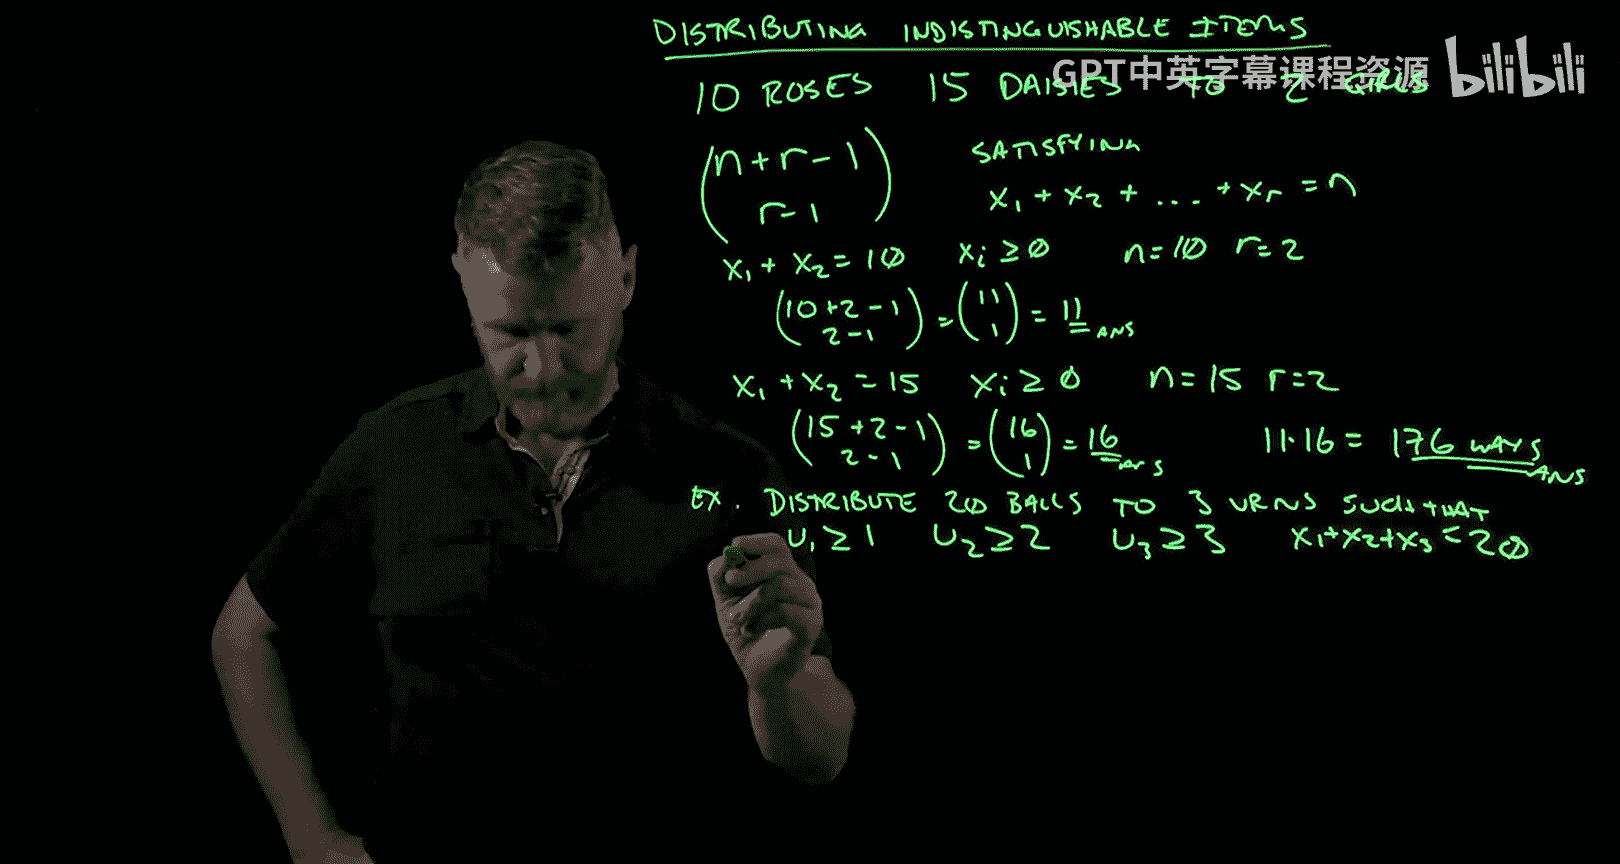 DISTRIBUTING INDISTINGUISHABLE ITEMS
GPT中英字幕课程资源 bilibili
10 ROSES 15 DAISIES TO 2 GIRLS
(n+r-1 / r-1) SATISFYING
x₁ + x₂ + ... + xᵣ = n
x₁ + x₂ = 10 xᵢ ≥ 0 n=10 r=2
(10+2-1 / 2-1) = (11 / 1) = 11 ANS
x₁ + x₂ = 15 xᵢ ≥ 0 n=15 r=2
(15+2-1 / 2-1) = (16 / 1) = 16 ANS 11·16 = 176 WAYS ANS
EX. DISTRIBUTE 20 BALLS TO 3 URNS SUCH THAT
U₁ ≥ 1 U₂ ≥ 2 U₃ ≥ 3 x₁+x₂+x₃ = 20